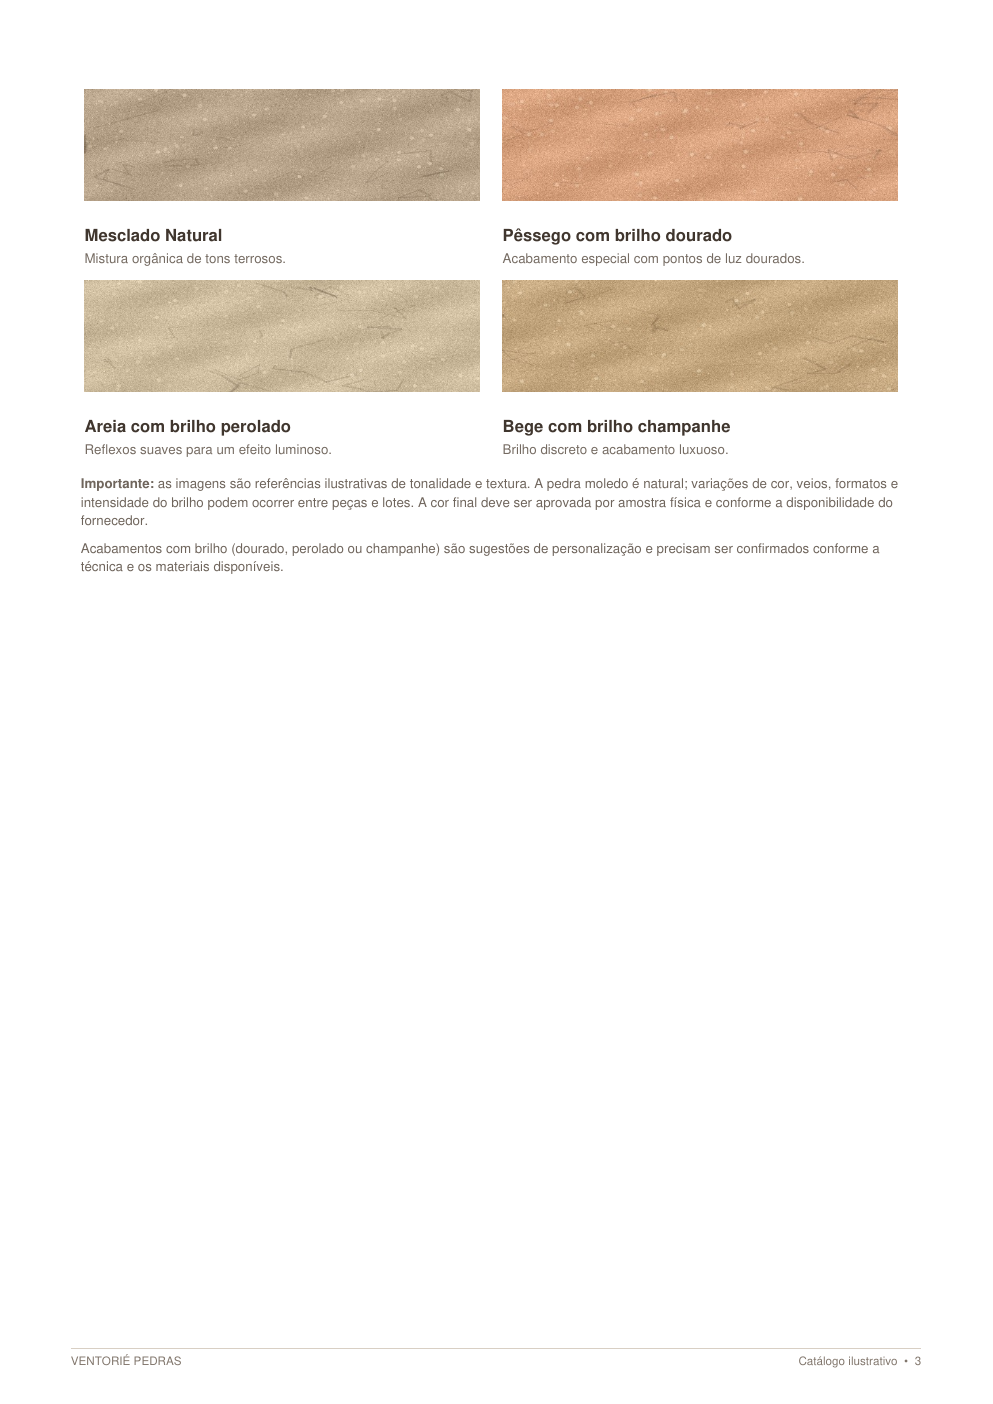 Mesclado Natural
Mistura orgânica de tons terrosos.
Pêssego com brilho dourado
Acabamento especial com pontos de luz dourados.
Areia com brilho perolado
Reflexos suaves para um efeito luminoso.
Bege com brilho champanhe
Brilho discreto e acabamento luxuoso.
Importante: as imagens são referências ilustrativas de tonalidade e textura. A pedra moledo é natural; variações de cor, veios, formatos e
intensidade do brilho podem ocorrer entre peças e lotes. A cor final deve ser aprovada por amostra física e conforme a disponibilidade do
fornecedor.
Acabamentos com brilho (dourado, perolado ou champanhe) são sugestões de personalização e precisam ser confirmados conforme a
técnica e os materiais disponíveis.
VENTORIÉ PEDRAS
Catálogo ilustrativo • 3